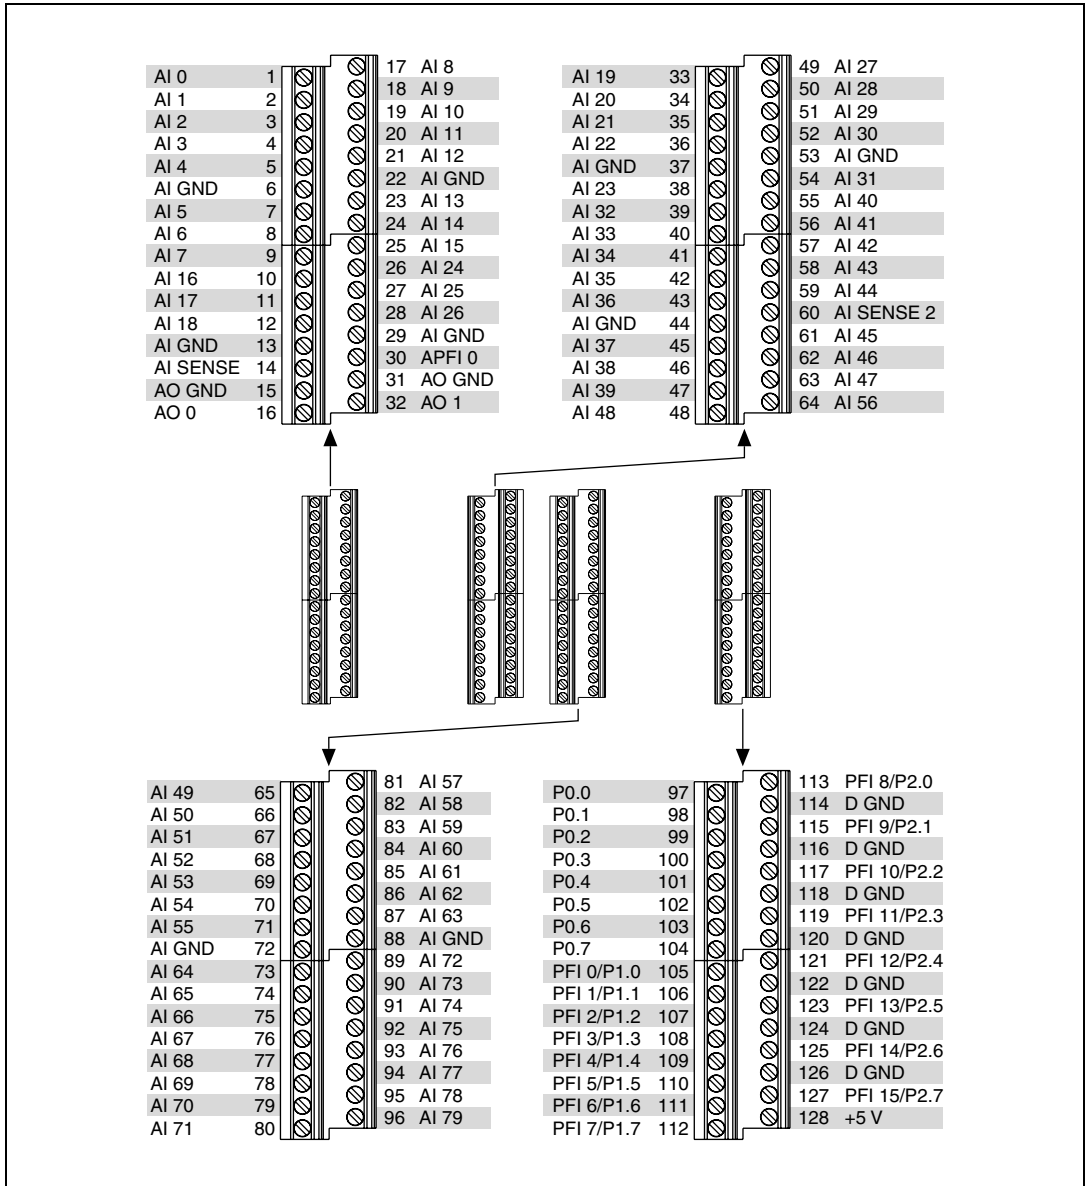 AI 0 1
AI 1 2
AI 2 3
AI 3 4
AI 4 5
AI GND 6
AI 5 7
AI 6 8
AI 7 9
AI 16 10
AI 17 11
AI 18 12
AI GND 13
AI SENSE 14
AO GND 15
AO 0 16
17 AI 8
18 AI 9
19 AI 10
20 AI 11
21 AI 12
22 AI GND
23 AI 13
24 AI 14
25 AI 15
26 AI 24
27 AI 25
28 AI 26
29 AI GND
30 APFI 0
31 AO GND
32 AO 1
AI 19 33
AI 20 34
AI 21 35
AI 22 36
AI GND 37
AI 23 38
AI 32 39
AI 33 40
AI 34 41
AI 35 42
AI 36 43
AI GND 44
AI 37 45
AI 38 46
AI 39 47
AI 48 48
49 AI 27
50 AI 28
51 AI 29
52 AI 30
53 AI GND
54 AI 31
55 AI 40
56 AI 41
57 AI 42
58 AI 43
59 AI 44
60 AI SENSE 2
61 AI 45
62 AI 46
63 AI 47
64 AI 56
AI 49 65
AI 50 66
AI 51 67
AI 52 68
AI 53 69
AI 54 70
AI 55 71
AI GND 72
AI 64 73
AI 65 74
AI 66 75
AI 67 76
AI 68 77
AI 69 78
AI 70 79
AI 71 80
81 AI 57
82 AI 58
83 AI 59
84 AI 60
85 AI 61
86 AI 62
87 AI 63
88 AI GND
89 AI 72
90 AI 73
91 AI 74
92 AI 75
93 AI 76
94 AI 77
95 AI 78
96 AI 79
P0.0 97
P0.1 98
P0.2 99
P0.3 100
P0.4 101
P0.5 102
P0.6 103
P0.7 104
PFI 0/P1.0 105
PFI 1/P1.1 106
PFI 2/P1.2 107
PFI 3/P1.3 108
PFI 4/P1.4 109
PFI 5/P1.5 110
PFI 6/P1.6 111
PFI 7/P1.7 112
113 PFI 8/P2.0
114 D GND
115 PFI 9/P2.1
116 D GND
117 PFI 10/P2.2
118 D GND
119 PFI 11/P2.3
120 D GND
121 PFI 12/P2.4
122 D GND
123 PFI 13/P2.5
124 D GND
125 PFI 14/P2.6
126 D GND
127 PFI 15/P2.7
128 +5 V